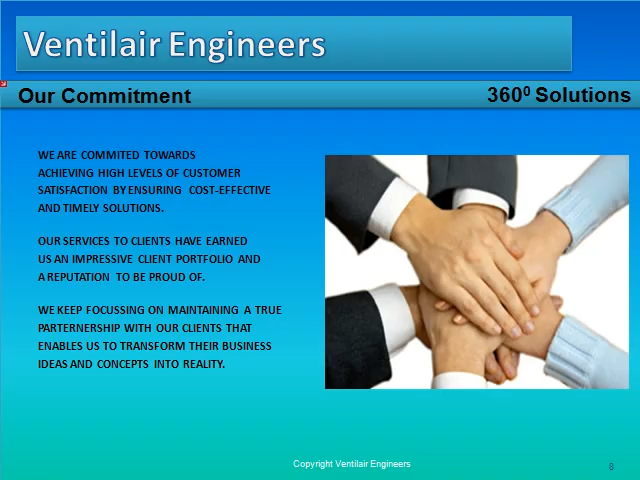 Ventilair Engineers
Our Commitment
360⁰ Solutions
WE ARE COMMITED TOWARDS
ACHIEVING HIGH LEVELS OF CUSTOMER
SATISFACTION BY ENSURING COST-EFFECTIVE
AND TIMELY SOLUTIONS.
OUR SERVICES TO CLIENTS HAVE EARNED
US AN IMPRESSIVE CLIENT PORTFOLIO AND
A REPUTATION TO BE PROUD OF.
WE KEEP FOCUSSING ON MAINTAINING A TRUE
PARTERNERSHIP WITH OUR CLIENTS THAT
ENABLES US TO TRANSFORM THEIR BUSINESS
IDEAS AND CONCEPTS INTO REALITY.
Copyright Ventilair Engineers
8